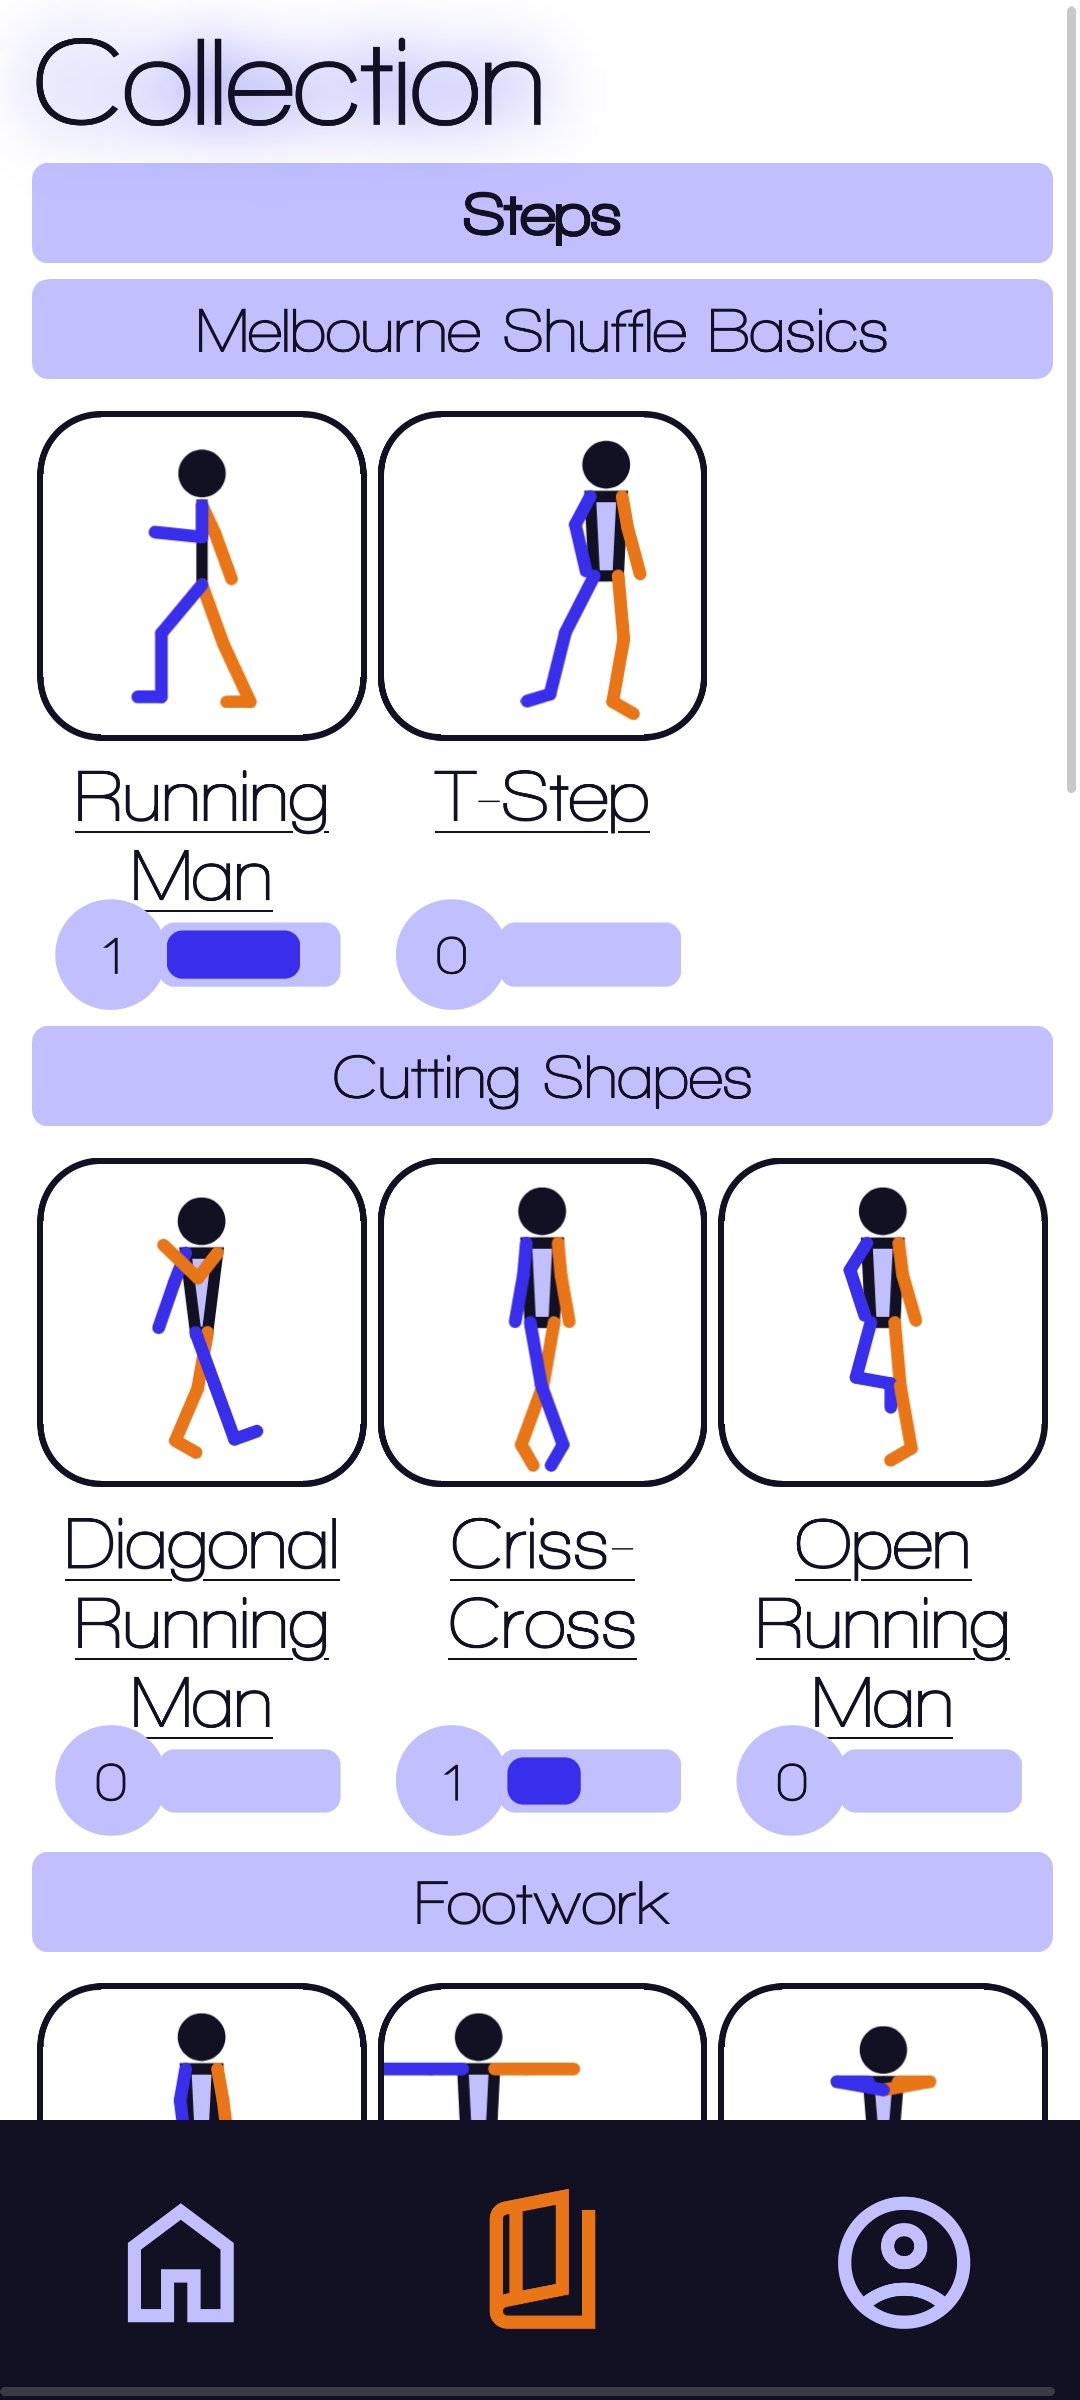 Collection
Steps
Melbourne Shuffle Basics
Running
Man
T-Step
1
0
Cutting Shapes
Diagonal
Running
Man
Criss-
Cross
Open
Running
Man
0
1
0
Footwork